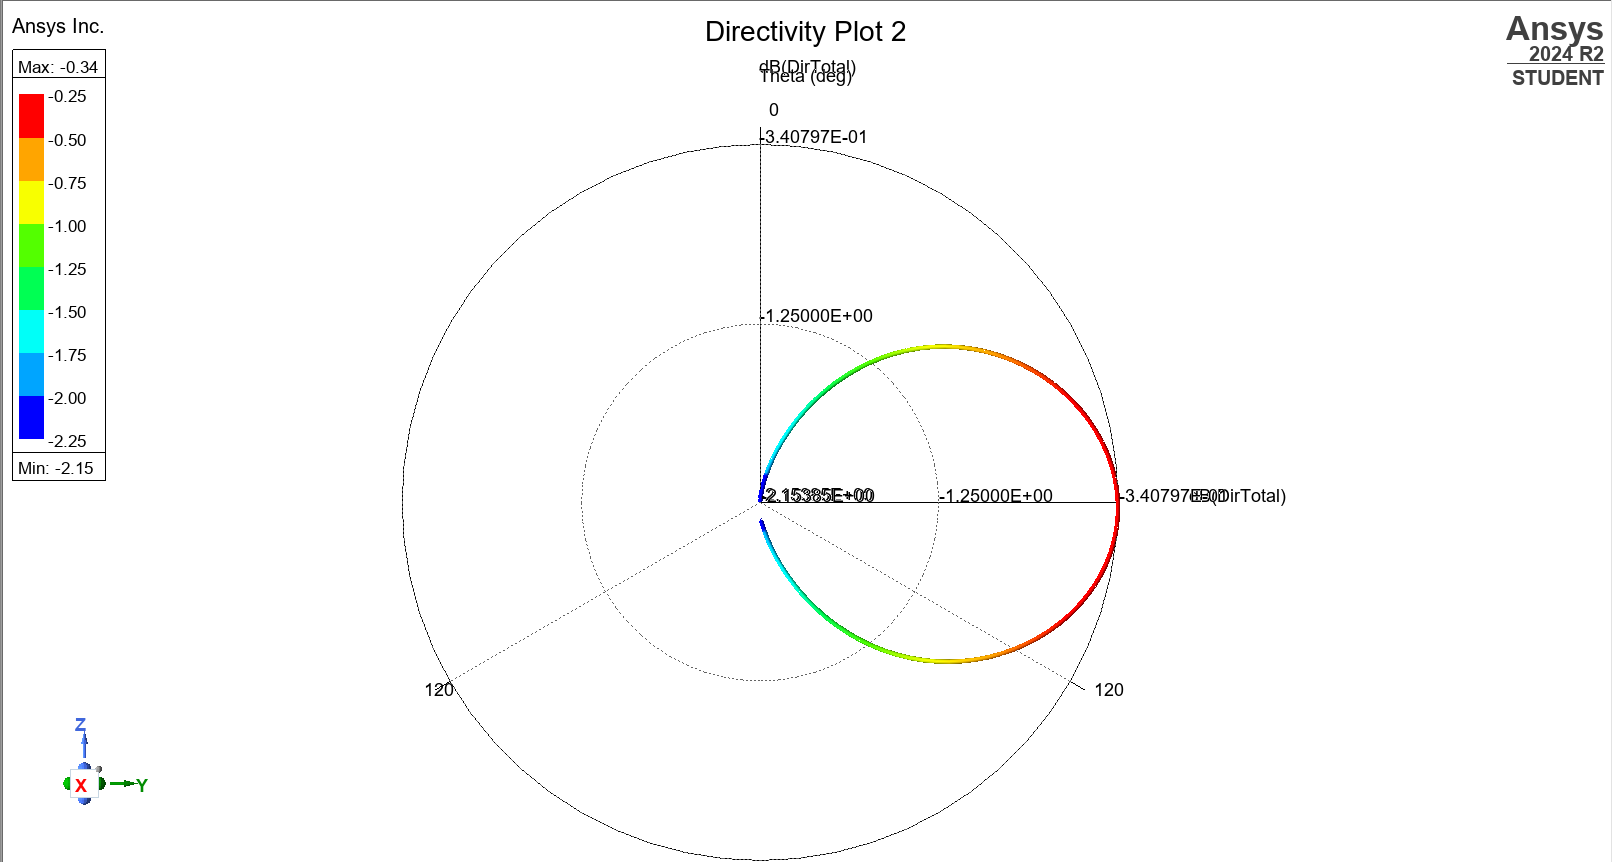 Ansys Inc.
Directivity Plot 2
Ansys
2024 R2
STUDENT
Max: -0.34
-0.25
-0.50
-0.75
-1.00
-1.25
-1.50
-1.75
-2.00
-2.25
Min: -2.15
dB(DirTotal)
Theta (deg)
0
-3.40797E-01
-1.25000E+00
-2.15385E+00
-1.25000E+00
-3.40797E-01
dB(DirTotal)
120
120
Z
X
Y